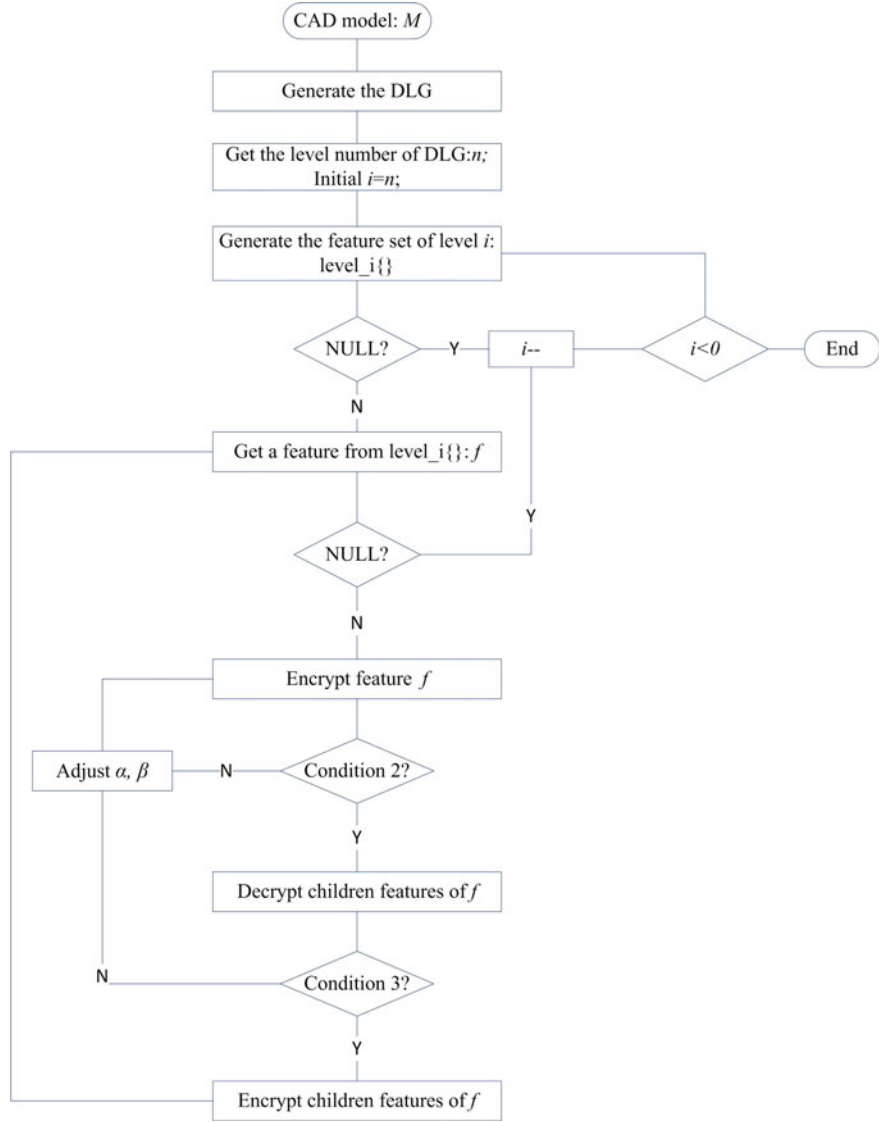 CAD model: M
Generate the DLG
Get the level number of DLG:n;
Initial i=n;
Generate the feature set of level i:
level_i{}
NULL?
Y
i--
i<0
End
N
Get a feature from level_i{}: f
Y
NULL?
N
Encrypt feature f
Adjust α, β
N
Condition 2?
Y
Decrypt children features of f
N
Condition 3?
Y
Encrypt children features of f